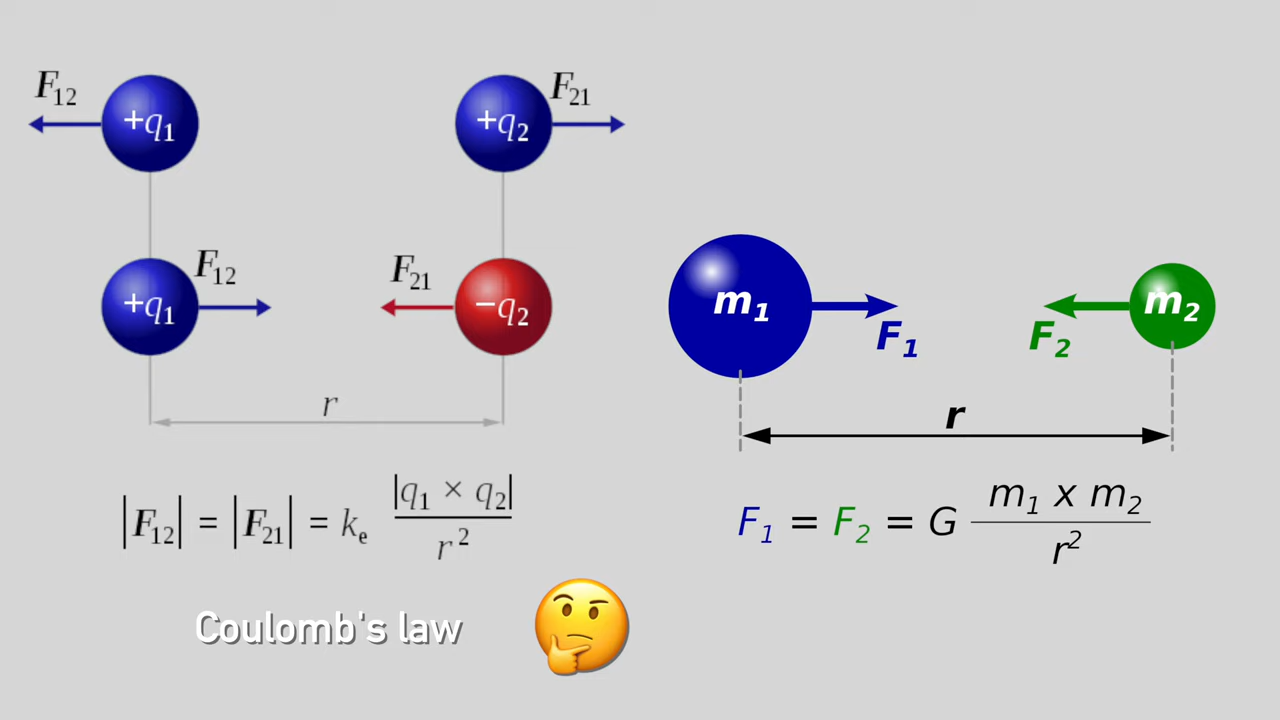 F₁₂
+q₁
+q₂
F₂₁
+q₁
F₁₂
F₂₁
−q₂
r
|F₁₂| = |F₂₁| = kₑ |q₁ × q₂| / r²
Coulomb's law
m₁
F₁
F₂
m₂
r
F₁ = F₂ = G m₁ x m₂ / r²